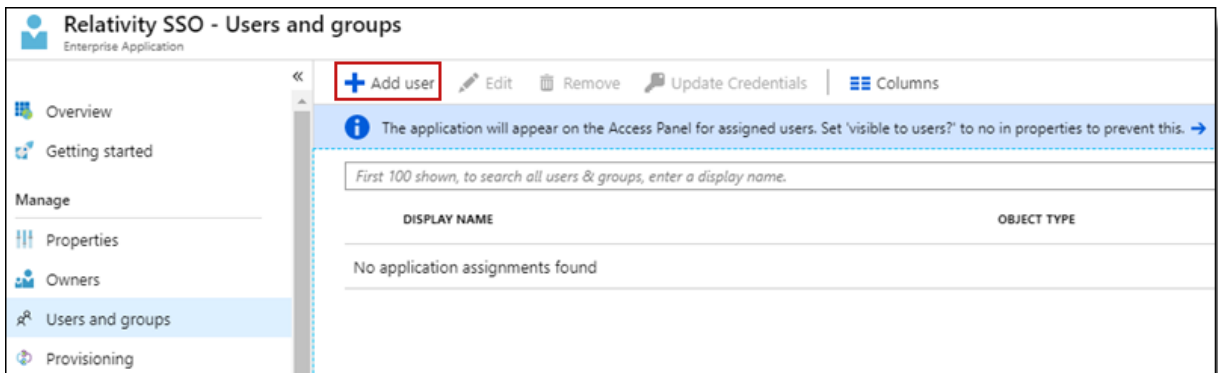 Relativity SSO - Users and groups
Enterprise Application
«
Overview
Getting started
Manage
Properties
Owners
Users and groups
Provisioning
Add user Edit Remove Update Credentials Columns
The application will appear on the Access Panel for assigned users. Set 'visible to users?' to no in properties to prevent this. →
First 100 shown, to search all users & groups, enter a display name.
DISPLAY NAME OBJECT TYPE
No application assignments found